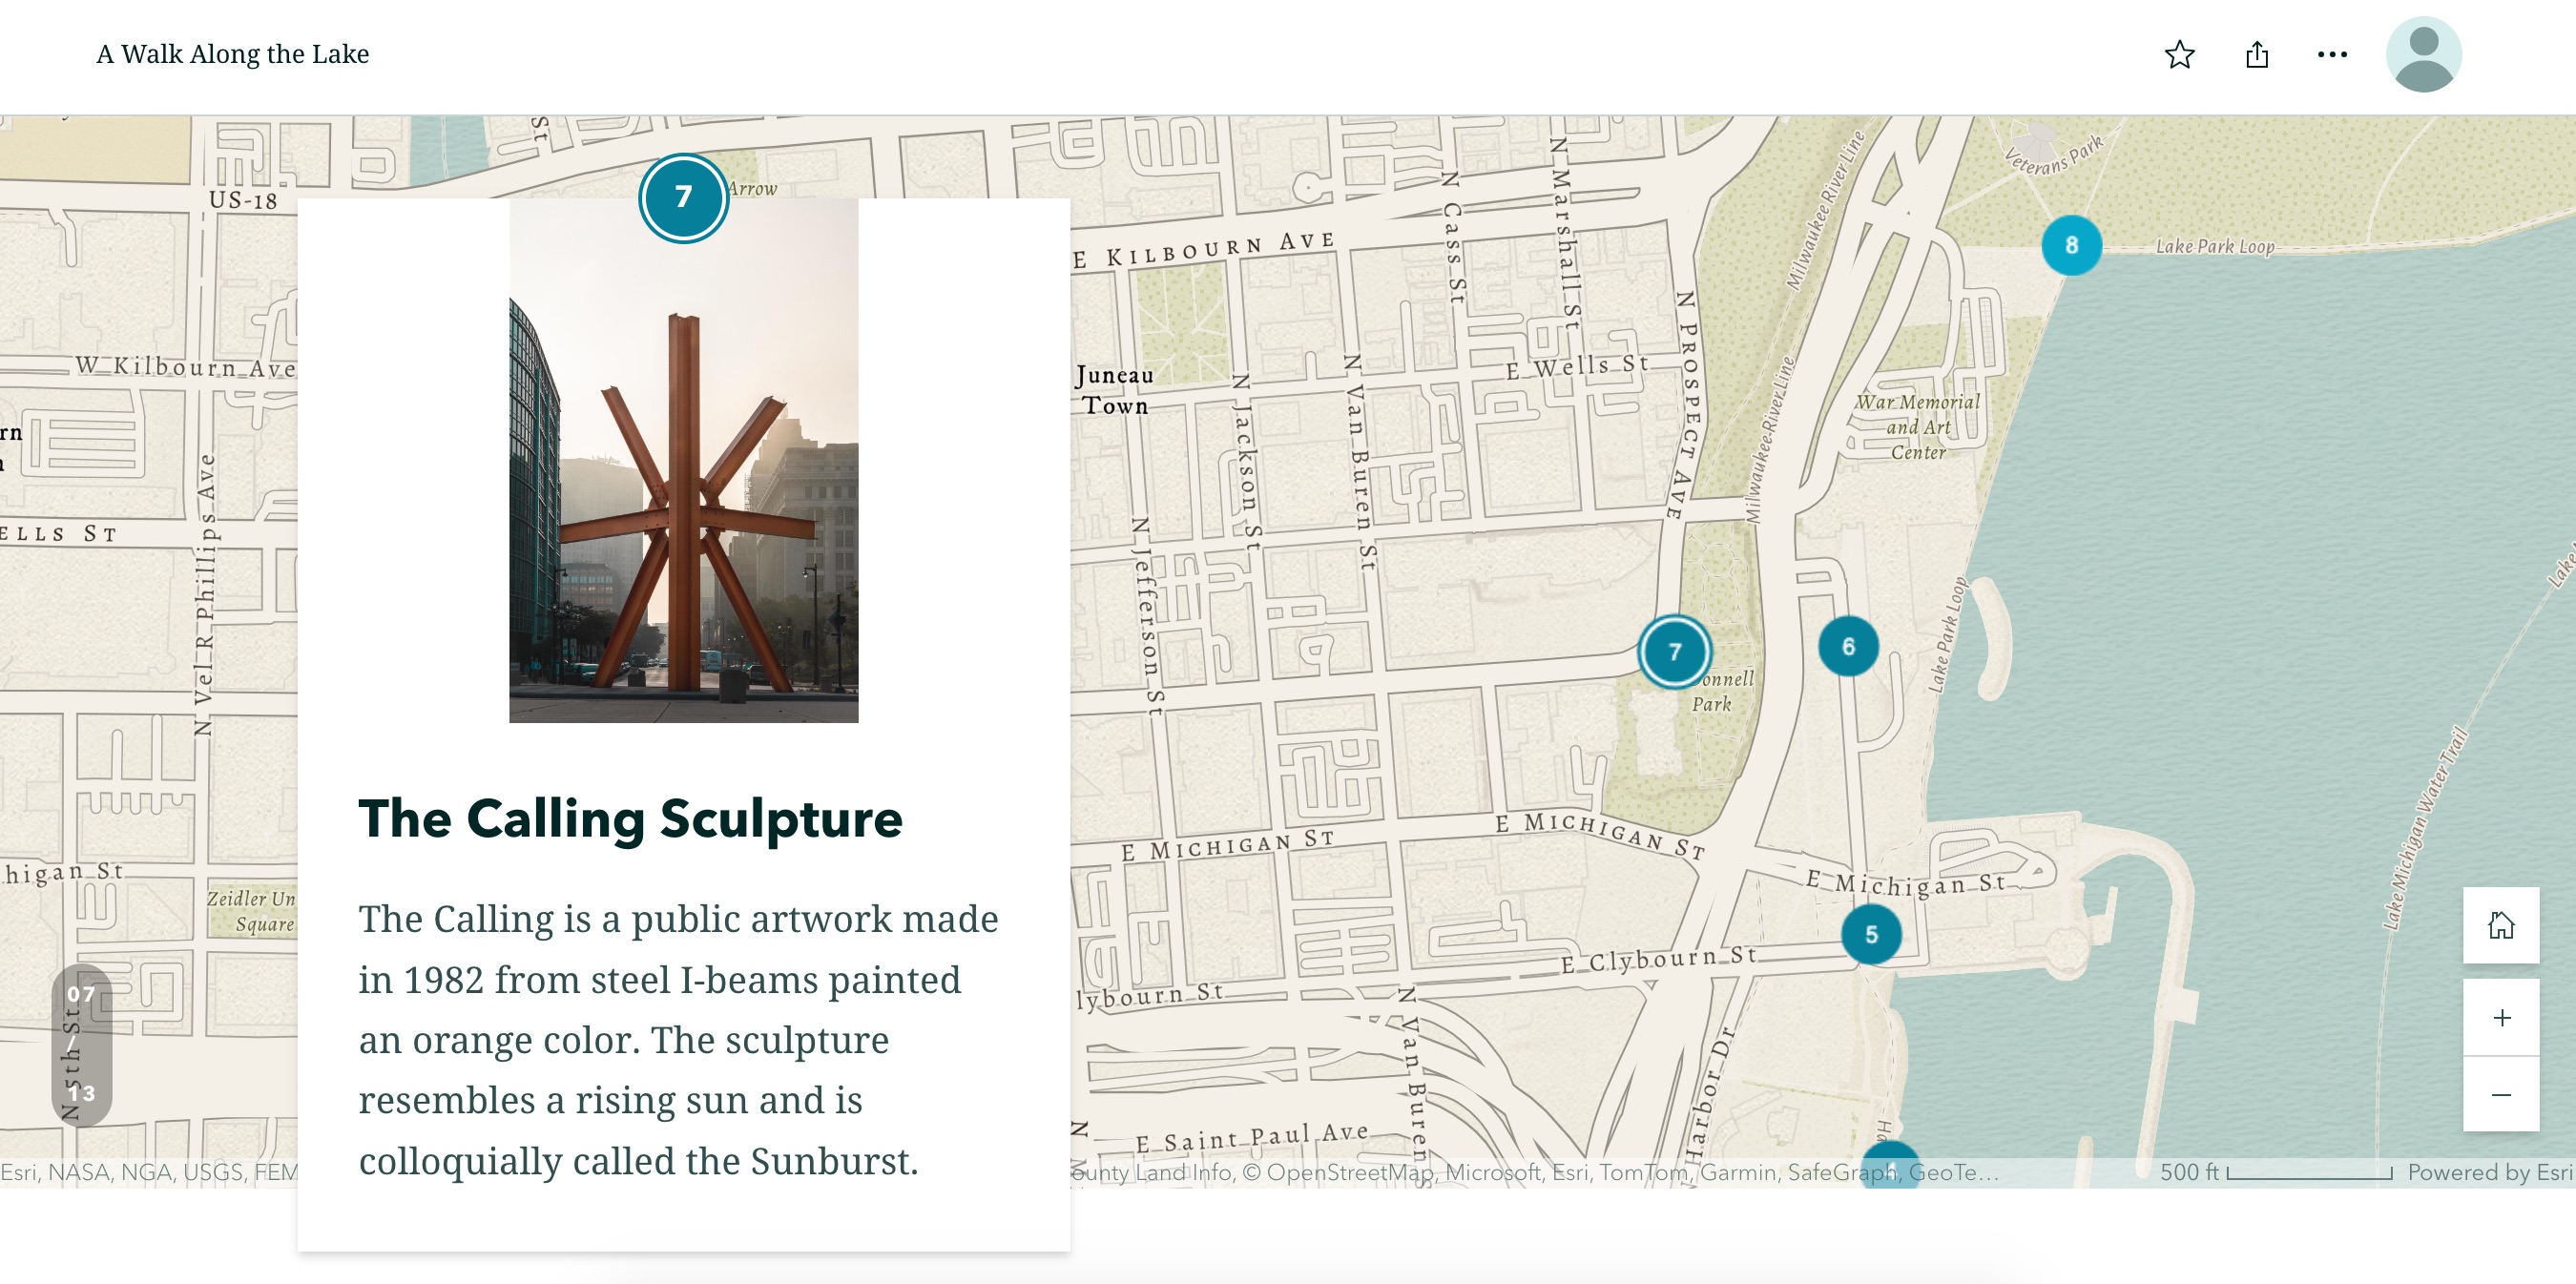 A Walk Along the Lake
St
US-18
7
Arrow
N Cass St
N Marshall St
Milwaukee River Line
Veterans Park
8
Lake Park Loop
E Kilbourn Ave
W Kilbourn Ave
N Prospect Ave
Juneau
Town
E Wells St
N Jackson St
N Van Buren St
Milwaukee River Line
War Memorial
and Art
Center
N Vel R Phillips Ave
ells St
N Jefferson St
7
onnell
Park
6
Lake Park Loop
Lake
The Calling Sculpture
E Michigan St
E Michigan St
E Michigan St
higan St
Zeidler Un
Square
Lake Michigan Water Trail
The Calling is a public artwork made
in 1982 from steel I-beams painted
an orange color. The sculpture
resembles a rising sun and is
colloquially called the Sunburst.
5
E Clybourn St
lybourn St
07
/
13
N Van Buren S
Harbor Dr
E Saint Paul Ave
4
+
−
Esri, NASA, NGA, USGS, FEM
ounty Land Info, © OpenStreetMap, Microsoft, Esri, TomTom, Garmin, SafeGraph, GeoTe…
500 ft
Powered by Esri